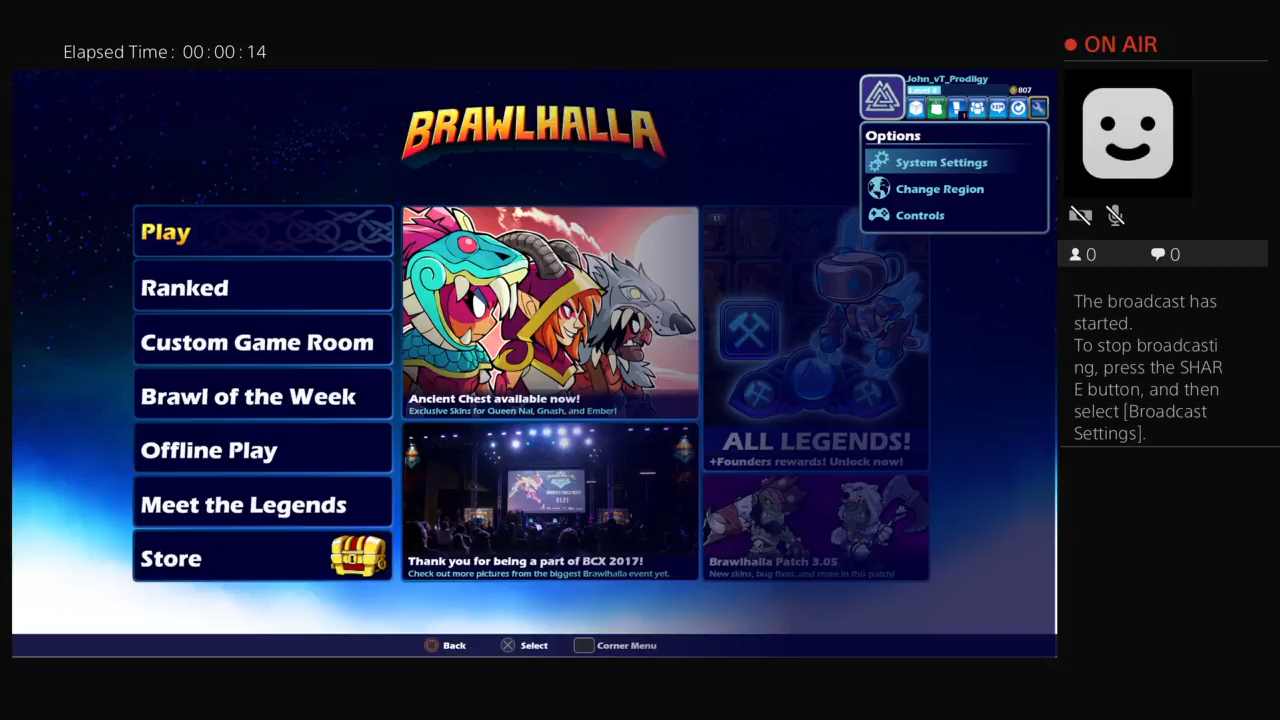 Elapsed Time: 00:00:14
ON AIR
BRAWLHALLA
John_vT_Prodiigy
Level 4
807
Options
System Settings
Change Region
Controls
Play
Ranked
Custom Game Room
Brawl of the Week
Offline Play
Meet the Legends
Store
Ancient Chest available now!
Exclusive Skins for Queen Nai, Gnash, and Ember!
Thank you for being a part of BCX 2017!
Check out more pictures from the biggest Brawlhalla event yet.
ALL LEGENDS!
+Founders rewards! Unlock now!
Brawlhalla Patch 3.05
New skins, bug fixes, and more in this patch!
Back
Select
Corner Menu
0
0
The broadcast has
started.
To stop broadcasti
ng, press the SHAR
E button, and then
select [Broadcast
Settings].